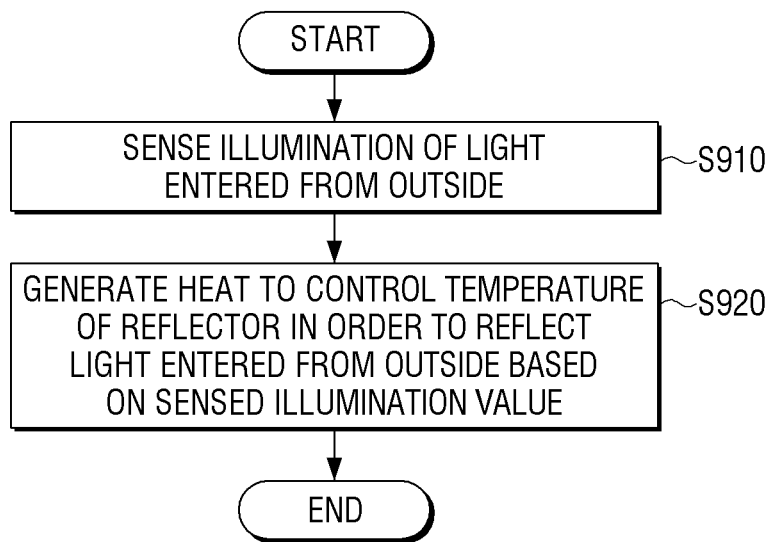 START
SENSE ILLUMINATION OF LIGHT
ENTERED FROM OUTSIDE
S910
GENERATE HEAT TO CONTROL TEMPERATURE
OF REFLECTOR IN ORDER TO REFLECT
LIGHT ENTERED FROM OUTSIDE BASED
ON SENSED ILLUMINATION VALUE
S920
END